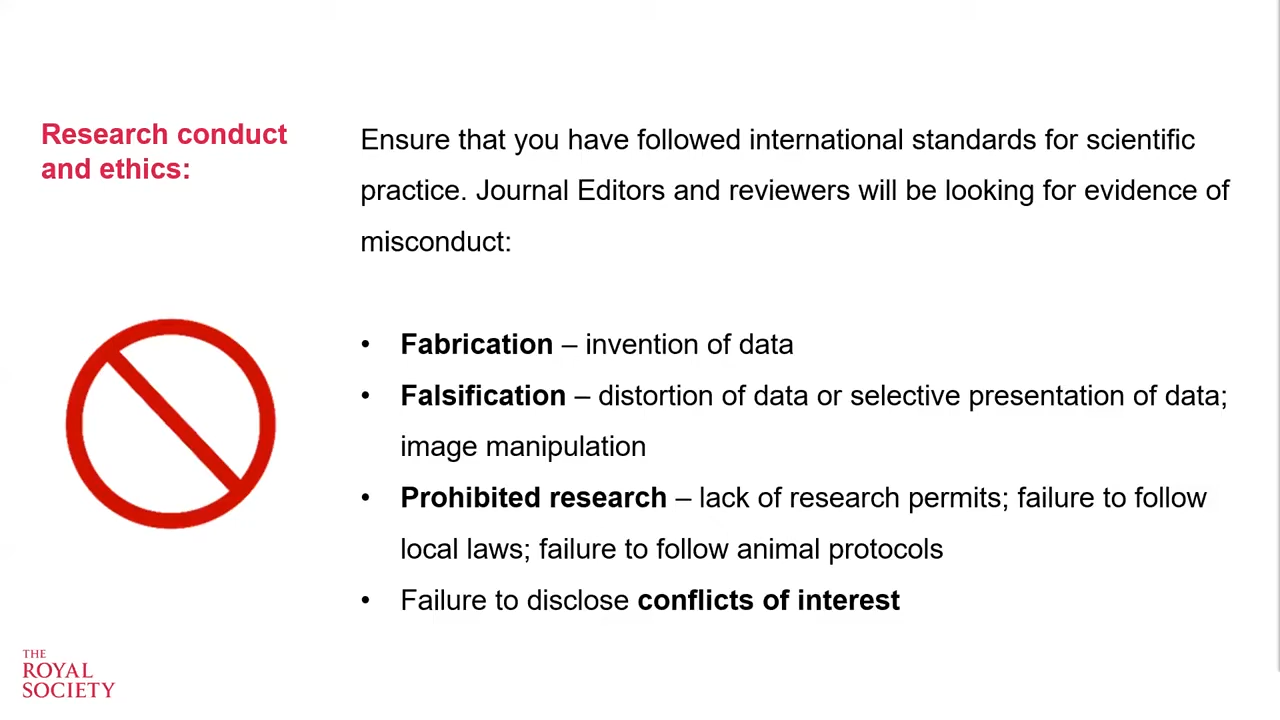 Research conduct
and ethics:
Ensure that you have followed international standards for scientific
practice. Journal Editors and reviewers will be looking for evidence of
misconduct:
• Fabrication – invention of data
• Falsification – distortion of data or selective presentation of data;
image manipulation
• Prohibited research – lack of research permits; failure to follow
local laws; failure to follow animal protocols
• Failure to disclose conflicts of interest
THE
ROYAL
SOCIETY